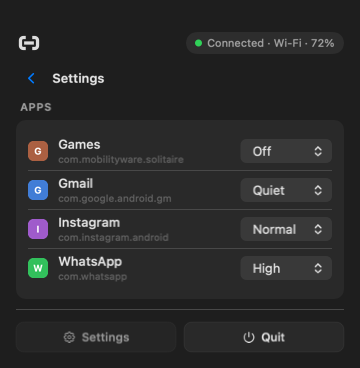 Connected · Wi-Fi · 72%
Settings
APPS
G Games Off
com.mobilityware.solitaire
G Gmail Quiet
com.google.android.gm
I Instagram Normal
com.instagram.android
W WhatsApp High
com.whatsapp
Settings Quit